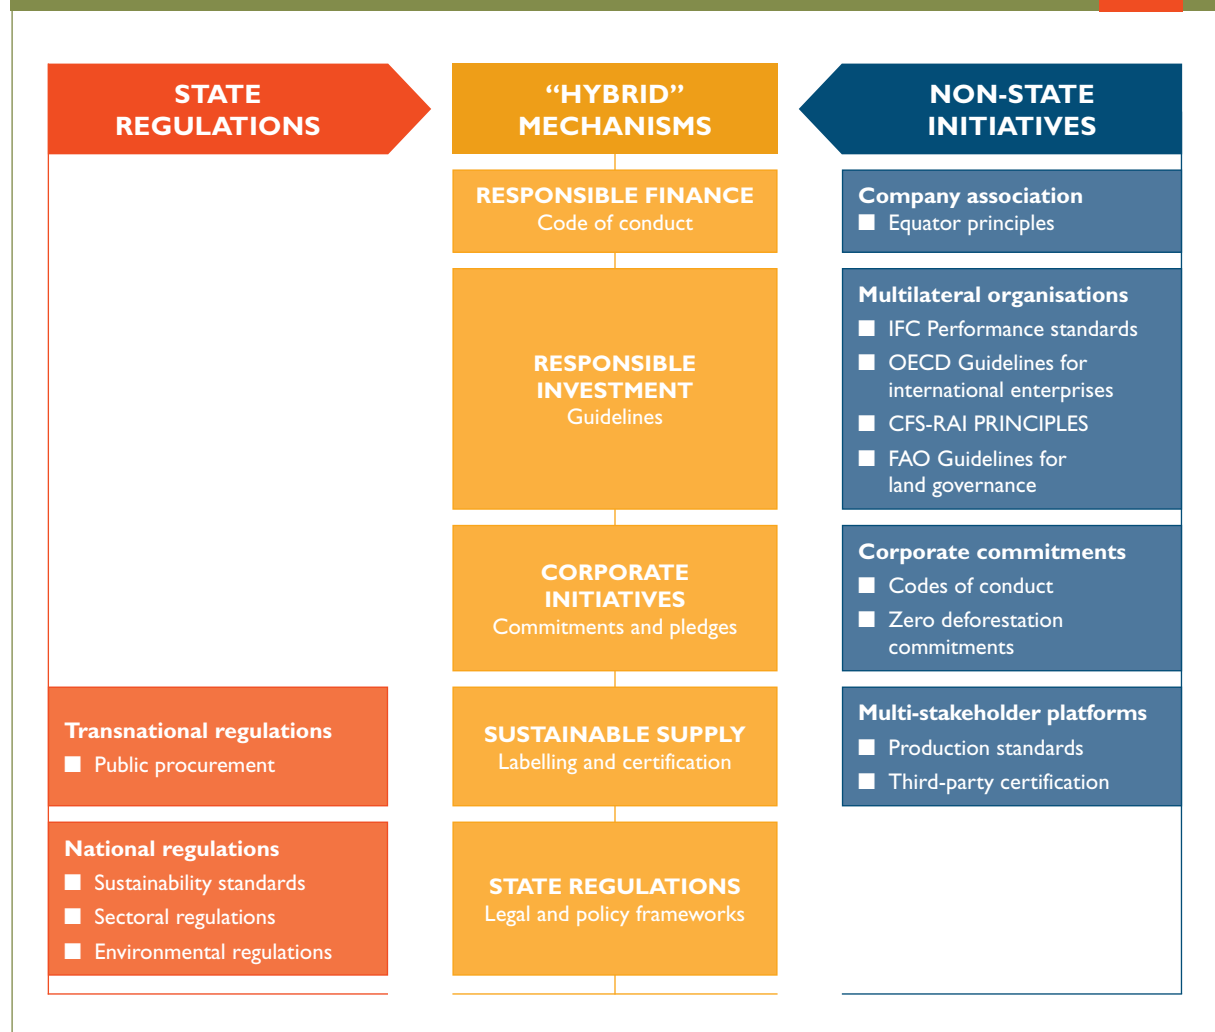 STATE
REGULATIONS
“HYBRID”
MECHANISMS
NON-STATE
INITIATIVES
RESPONSIBLE FINANCE
Code of conduct
Company association
Equator principles
RESPONSIBLE
INVESTMENT
Guidelines
Multilateral organisations
IFC Performance standards
OECD Guidelines for
international enterprises
CFS-RAI PRINCIPLES
FAO Guidelines for
land governance
CORPORATE
INITIATIVES
Commitments and pledges
Corporate commitments
Codes of conduct
Zero deforestation
commitments
Transnational regulations
Public procurement
SUSTAINABLE SUPPLY
Labelling and certification
Multi-stakeholder platforms
Production standards
Third-party certification
National regulations
Sustainability standards
Sectoral regulations
Environmental regulations
STATE REGULATIONS
Legal and policy frameworks